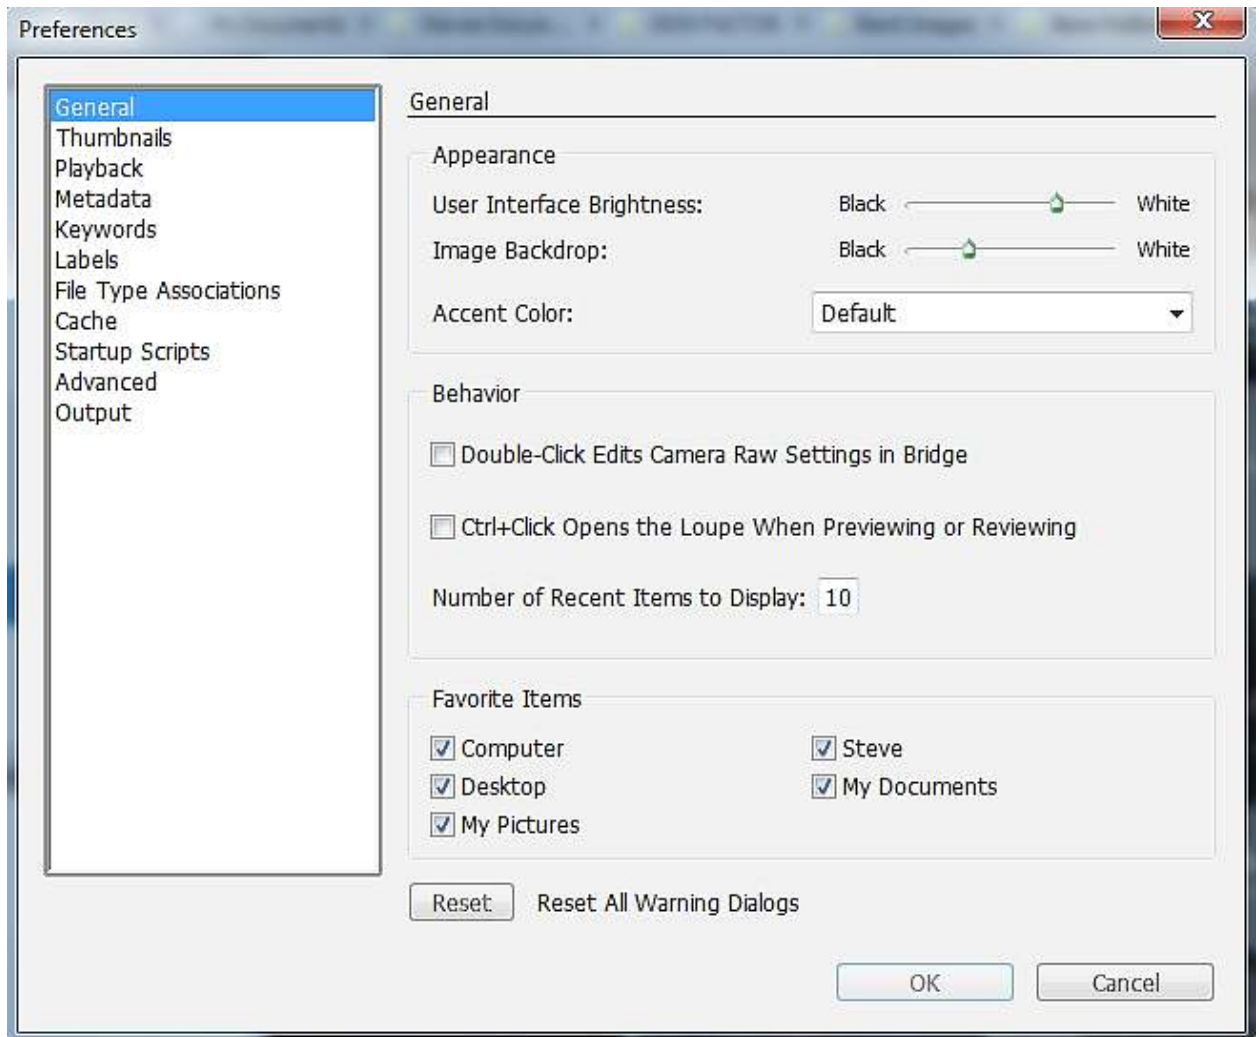 Preferences
General
Thumbnails
Playback
Metadata
Keywords
Labels
File Type Associations
Cache
Startup Scripts
Advanced
Output
General
Appearance
User Interface Brightness: Black White
Image Backdrop: Black White
Accent Color: Default
Behavior
Double-Click Edits Camera Raw Settings in Bridge
Ctrl+Click Opens the Loupe When Previewing or Reviewing
Number of Recent Items to Display: 10
Favorite Items
Computer Steve
Desktop My Documents
My Pictures
Reset Reset All Warning Dialogs
OK Cancel